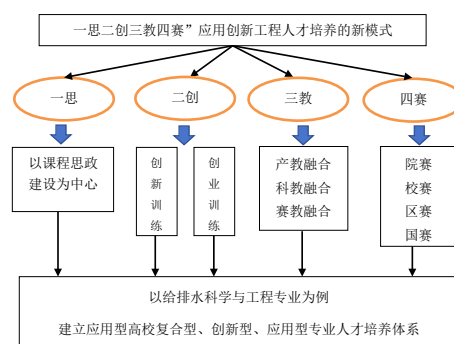 一思二创三教四赛”应用创新工程人才培养的新模式
一思
二创
三教
四赛
以课程思政
建设为中心
创新训练
创业训练
产教融合
科教融合
赛教融合
院赛
校赛
区赛
国赛
以给排水科学与工程专业为例
建立应用型高校复合型、创新型、应用型专业人才培养体系